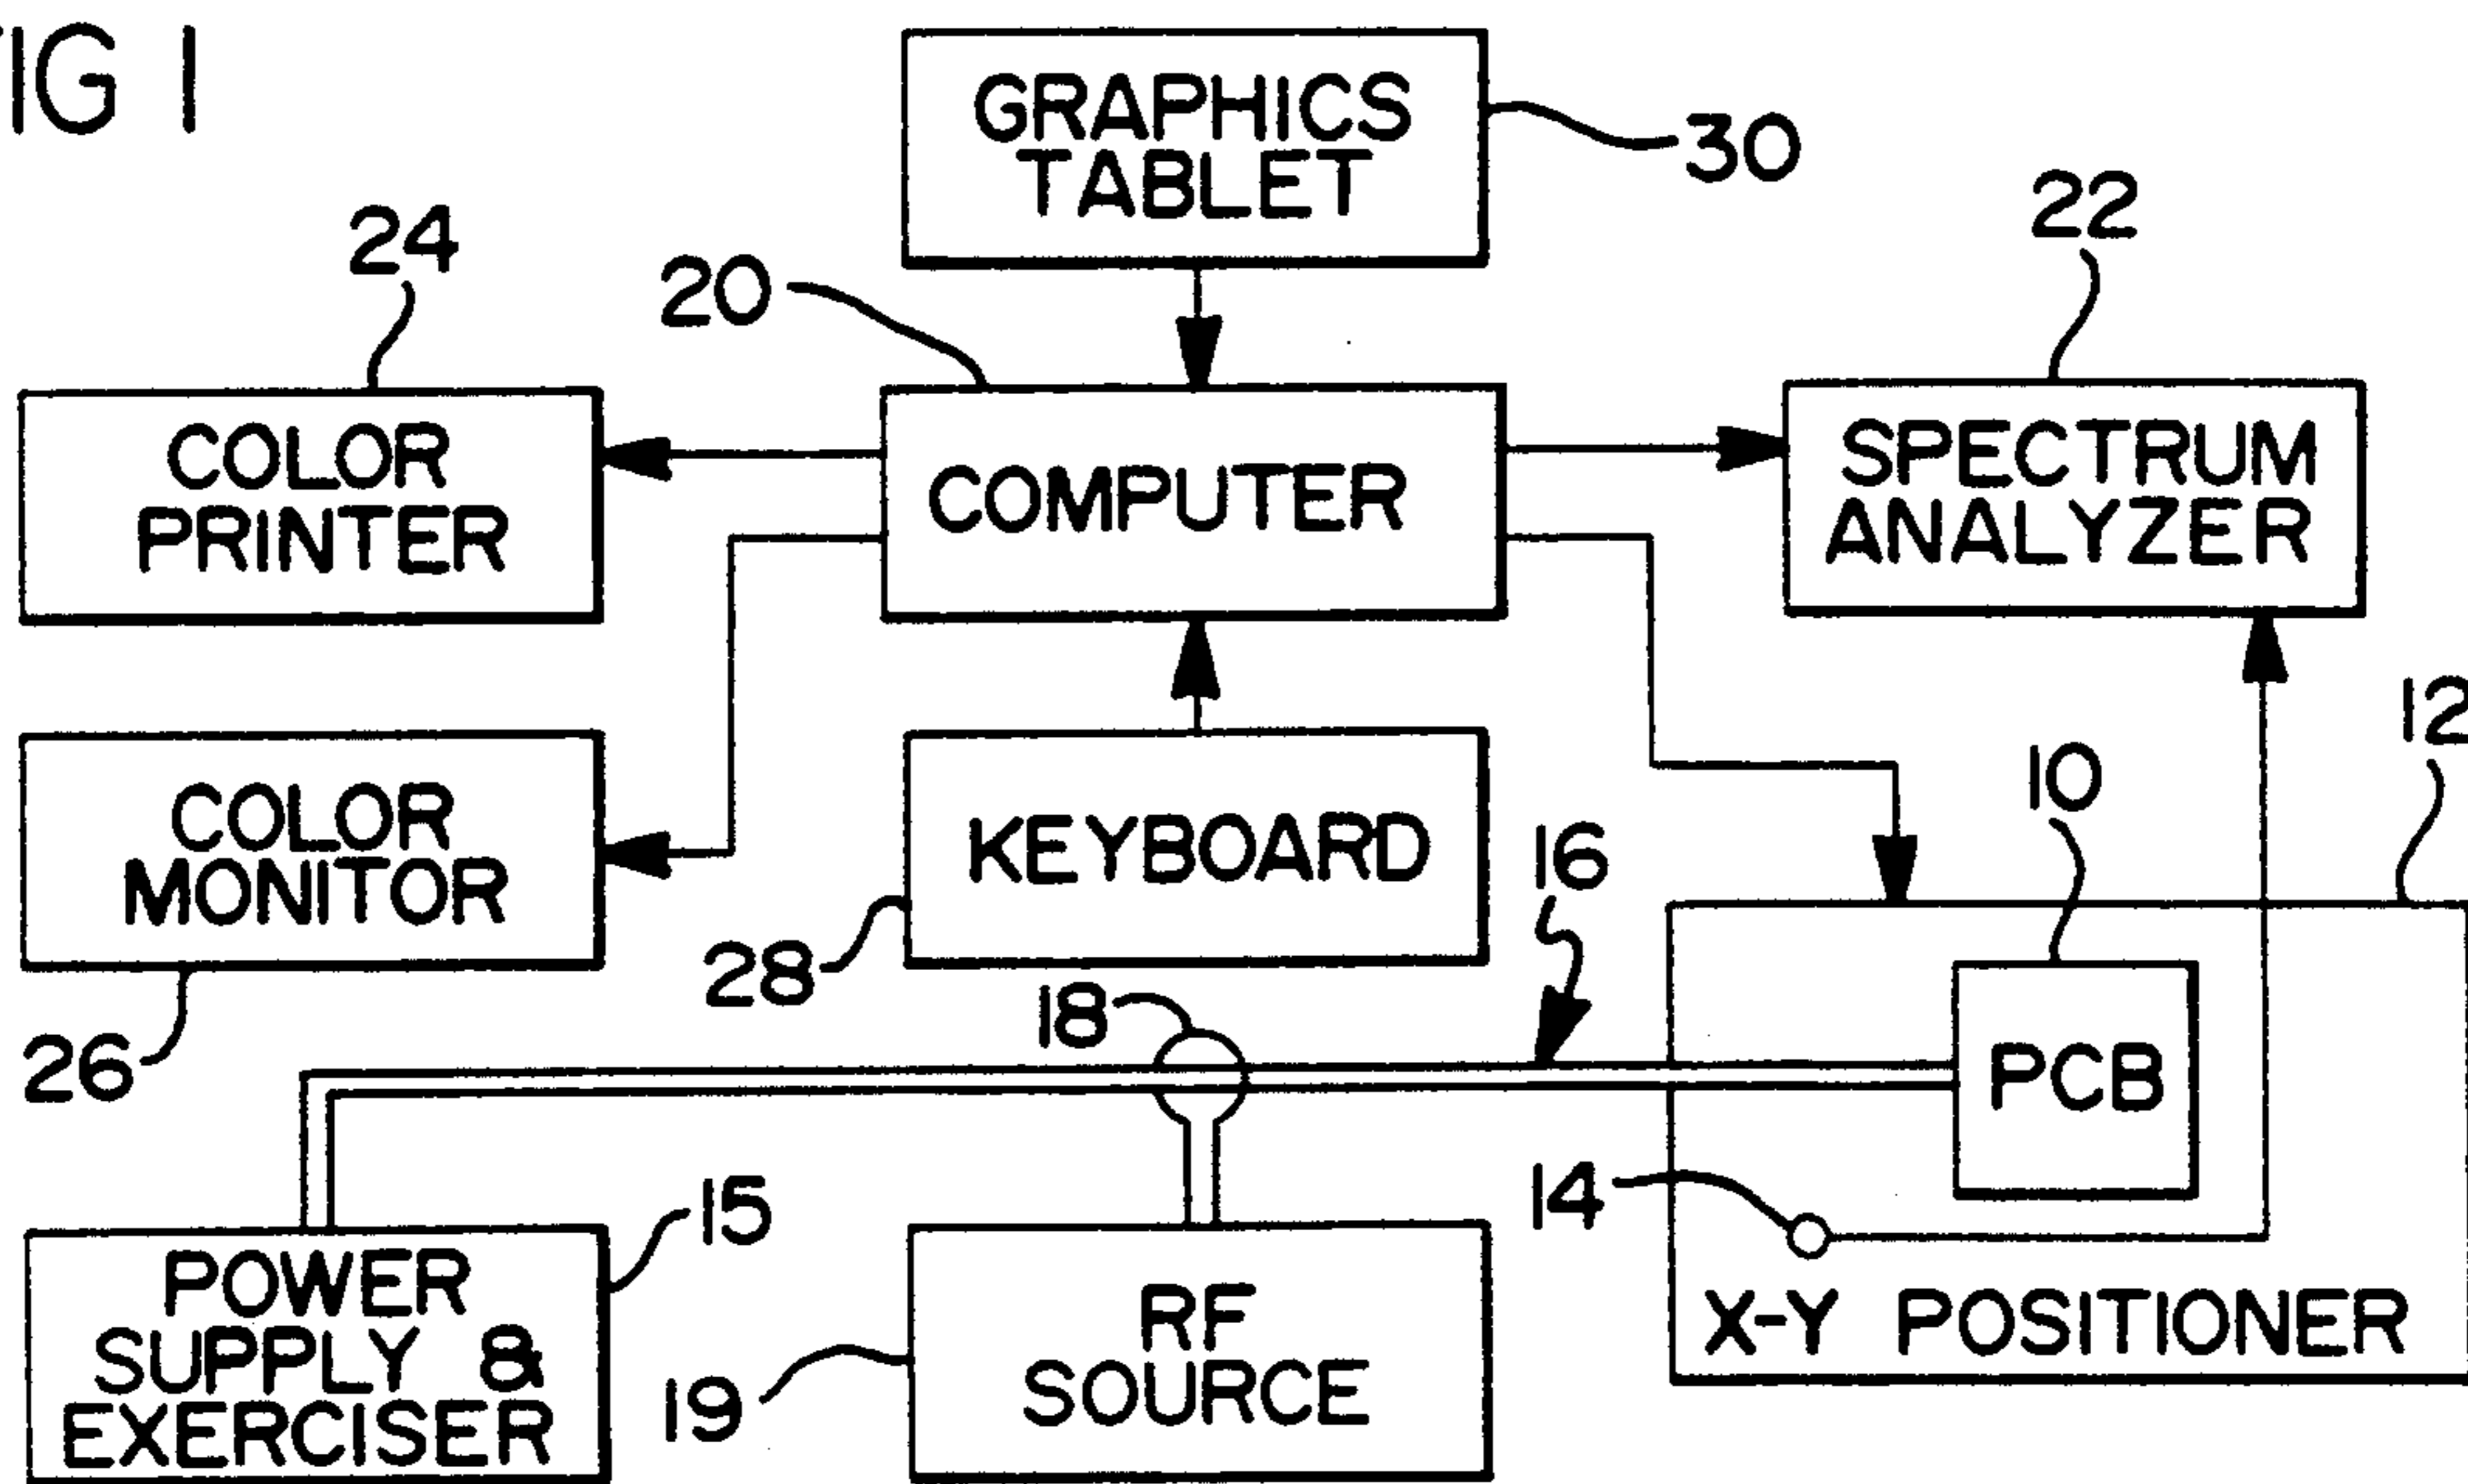 FIG 1
GRAPHICS
TABLET
30
24
20
22
COLOR
PRINTER
COMPUTER
SPECTRUM
ANALYZER
12
10
COLOR
MONITOR
KEYBOARD
16
28
18
26
PCB
15
14
POWER
SUPPLY &
EXERCISER
19
RF
SOURCE
X-Y POSITIONER